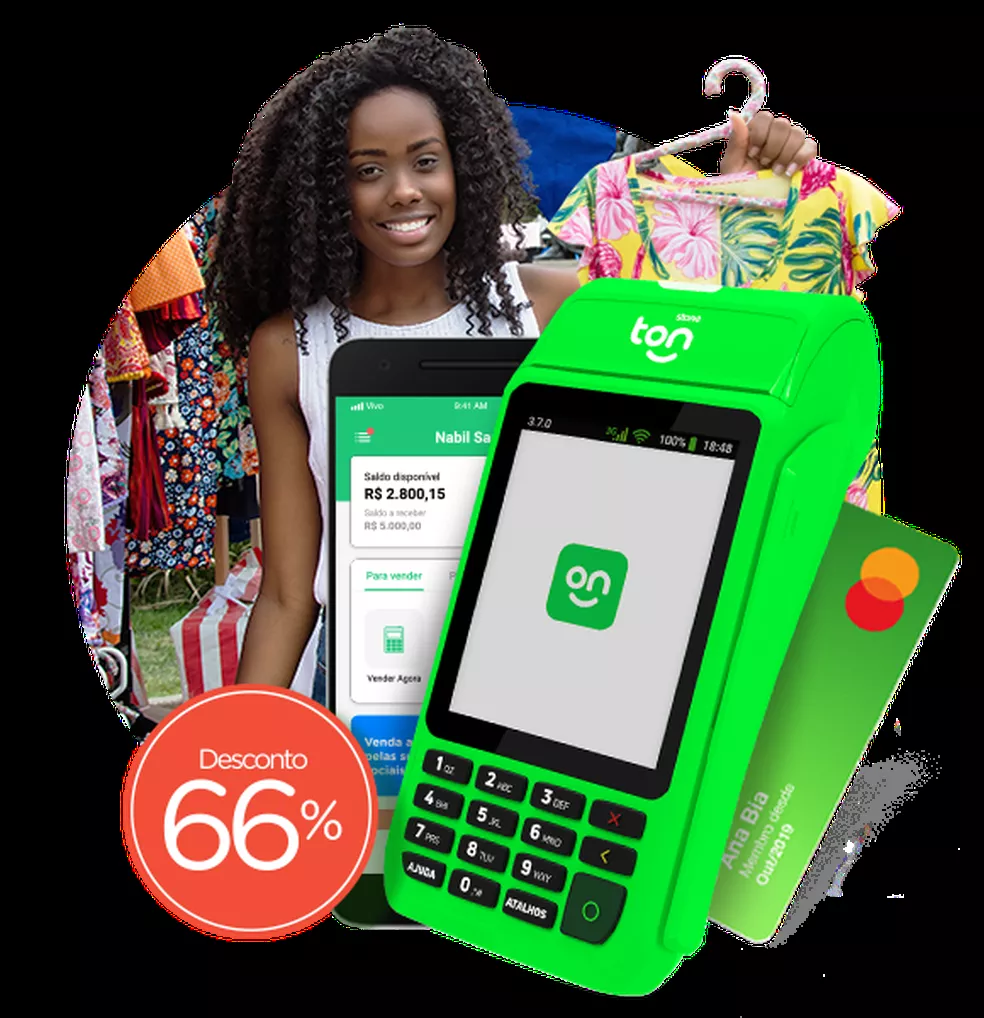 stone
ton
Vivo
9:41 AM
Nabil Sa
Saldo disponível
R$ 2.800,15
Saldo a receber
R$ 5.000,00
Para vender
P
Vender Agora
Venda a
pelas s
ociais
3.7.0
3G
100%
18:48
on
1 QZ
2 ABC
3 DEF
4 GHI
5 JKL
6 MNO
7 PRS
8 TUV
9 WXY
AJUDA
0
ATALHOS
Ana Bia
Membro desde
Out/2019
Desconto
66%